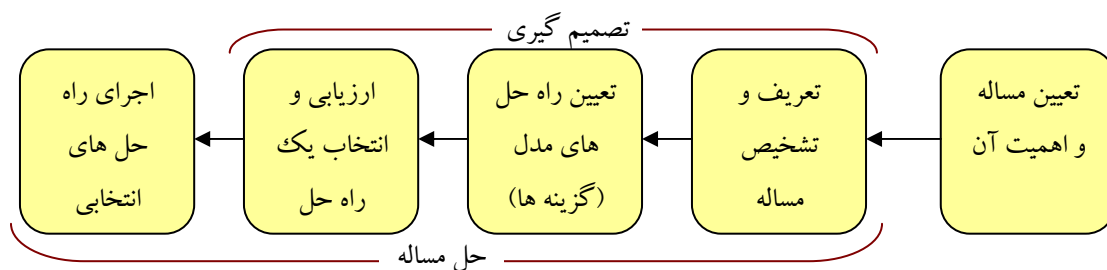 تصمیم گیری
تعیین مساله
و اهمیت آن
تعریف و
تشخیص
مساله
تعیین راه حل
های مدل
(گزینه ها)
ارزیابی و
انتخاب یک
راه حل
اجرای راه
حل های
انتخابی
حل مساله